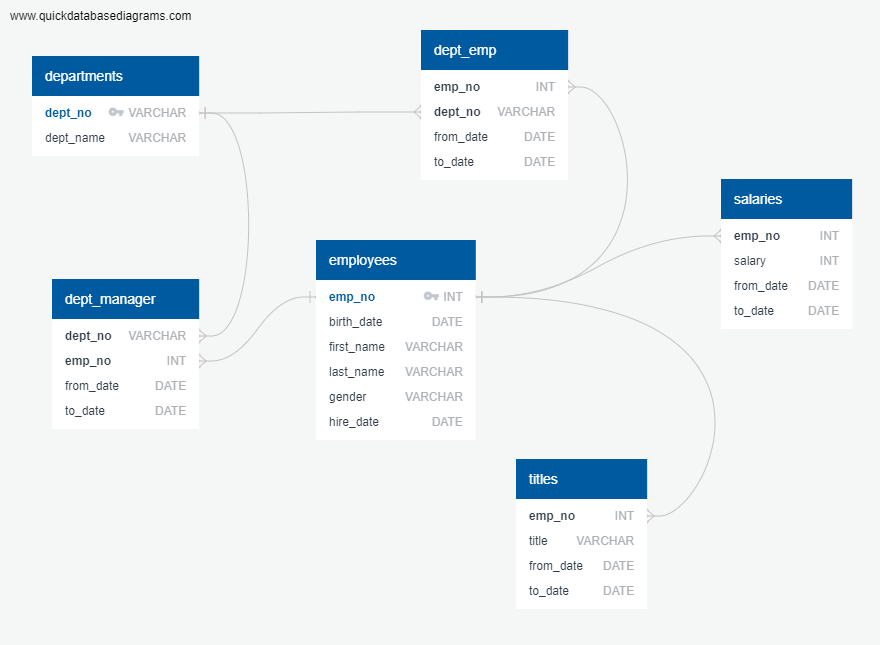 www.quickdatabasediagrams.com
departments
dept_no VARCHAR
dept_name VARCHAR
dept_emp
emp_no INT
dept_no VARCHAR
from_date DATE
to_date DATE
salaries
emp_no INT
salary INT
from_date DATE
to_date DATE
employees
emp_no INT
birth_date DATE
first_name VARCHAR
last_name VARCHAR
gender VARCHAR
hire_date DATE
dept_manager
dept_no VARCHAR
emp_no INT
from_date DATE
to_date DATE
titles
emp_no INT
title VARCHAR
from_date DATE
to_date DATE